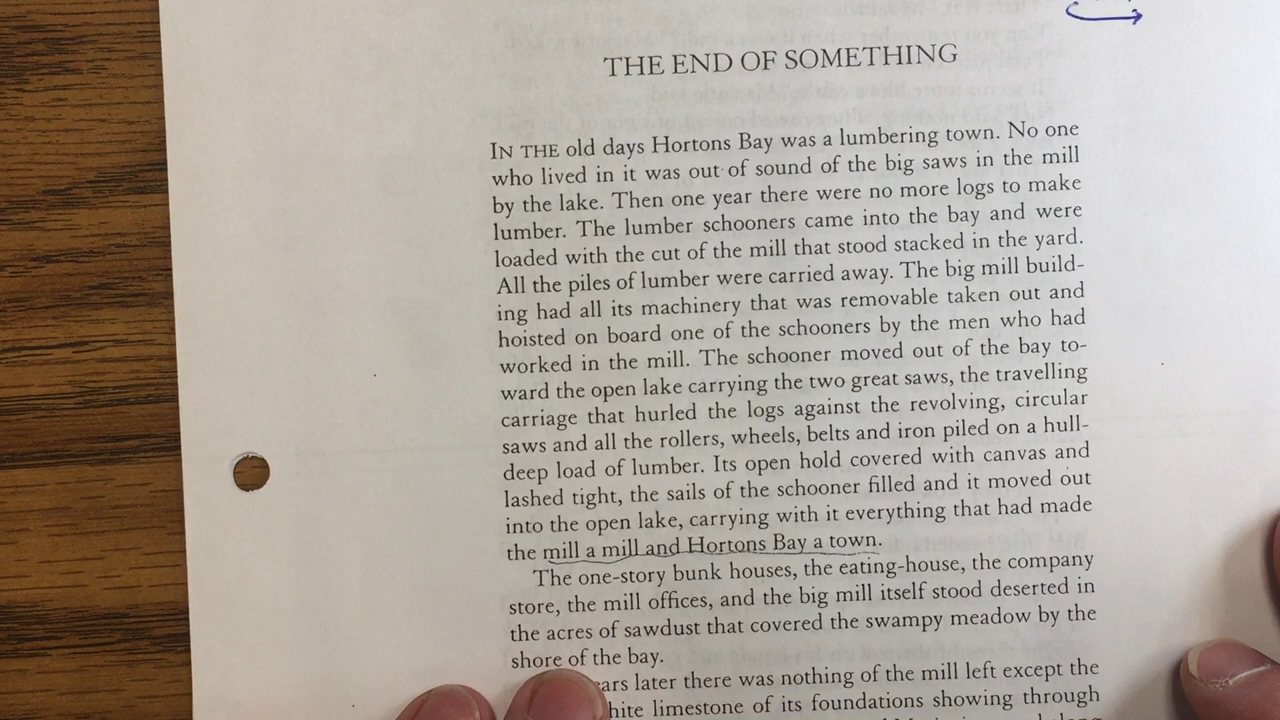 THE END OF SOMETHING
IN THE old days Hortons Bay was a lumbering town. No one
who lived in it was out of sound of the big saws in the mill
by the lake. Then one year there were no more logs to make
lumber. The lumber schooners came into the bay and were
loaded with the cut of the mill that stood stacked in the yard.
All the piles of lumber were carried away. The big mill build-
ing had all its machinery that was removable taken out and
hoisted on board one of the schooners by the men who had
worked in the mill. The schooner moved out of the bay to-
ward the open lake carrying the two great saws, the travelling
carriage that hurled the logs against the revolving, circular
saws and all the rollers, wheels, belts and iron piled on a hull-
deep load of lumber. Its open hold covered with canvas and
lashed tight, the sails of the schooner filled and it moved out
into the open lake, carrying with it everything that had made
the mill a mill and Hortons Bay a town.
The one-story bunk houses, the eating-house, the company
store, the mill offices, and the big mill itself stood deserted in
the acres of sawdust that covered the swampy meadow by the
shore of the bay.
later there was nothing of the mill left except the
limestone of its foundations showing through